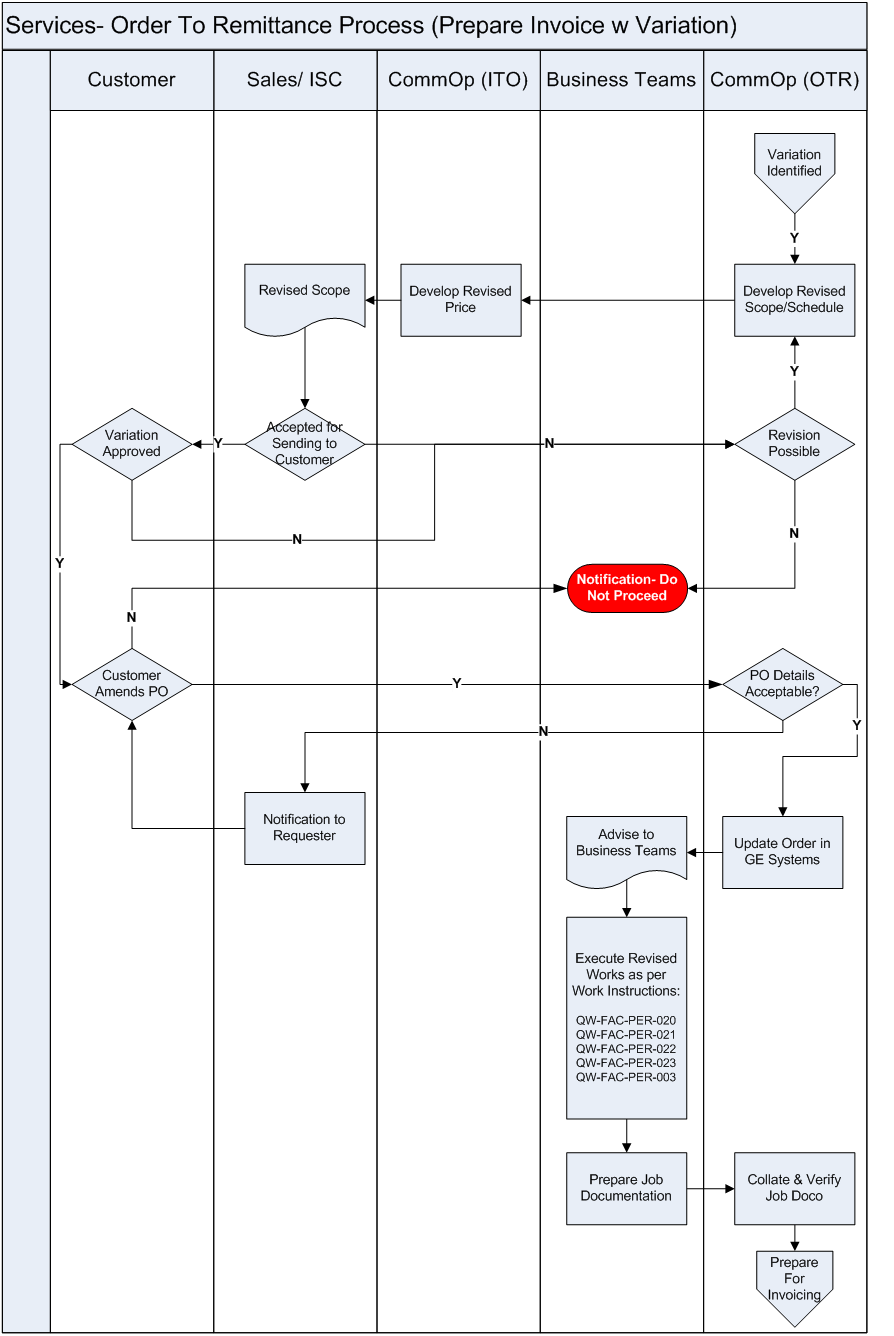 Services- Order To Remittance Process (Prepare Invoice w Variation)
Customer
Sales/ ISC
CommOp (ITO)
Business Teams
CommOp (OTR)
Variation
Identified
Y
Revised Scope
Develop Revised
Price
Develop Revised
Scope/Schedule
Y
Variation
Approved
Y
Accepted for
Sending to
Customer
N
Revision
Possible
N
N
Y
Notification- Do
Not Proceed
N
Customer
Amends PO
Y
PO Details
Acceptable?
Y
N
Notification to
Requester
Advise to
Business Teams
Update Order in
GE Systems
Execute Revised
Works as per
Work Instructions:
QW-FAC-PER-020
QW-FAC-PER-021
QW-FAC-PER-022
QW-FAC-PER-023
QW-FAC-PER-003
Prepare Job
Documentation
Collate & Verify
Job Doco
Prepare
For
Invoicing